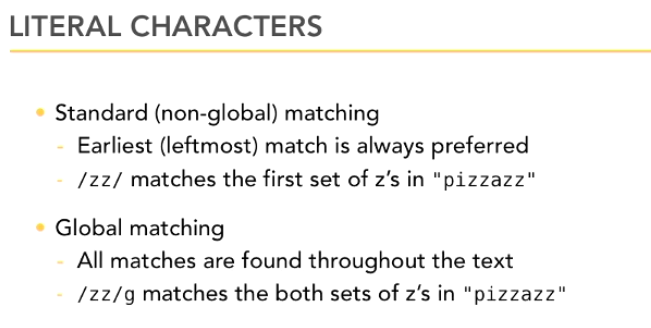 LITERAL CHARACTERS
• Standard (non-global) matching
- Earliest (leftmost) match is always preferred
- /zz/ matches the first set of z’s in "pizzazz"
• Global matching
- All matches are found throughout the text
- /zz/g matches the both sets of z’s in "pizzazz"